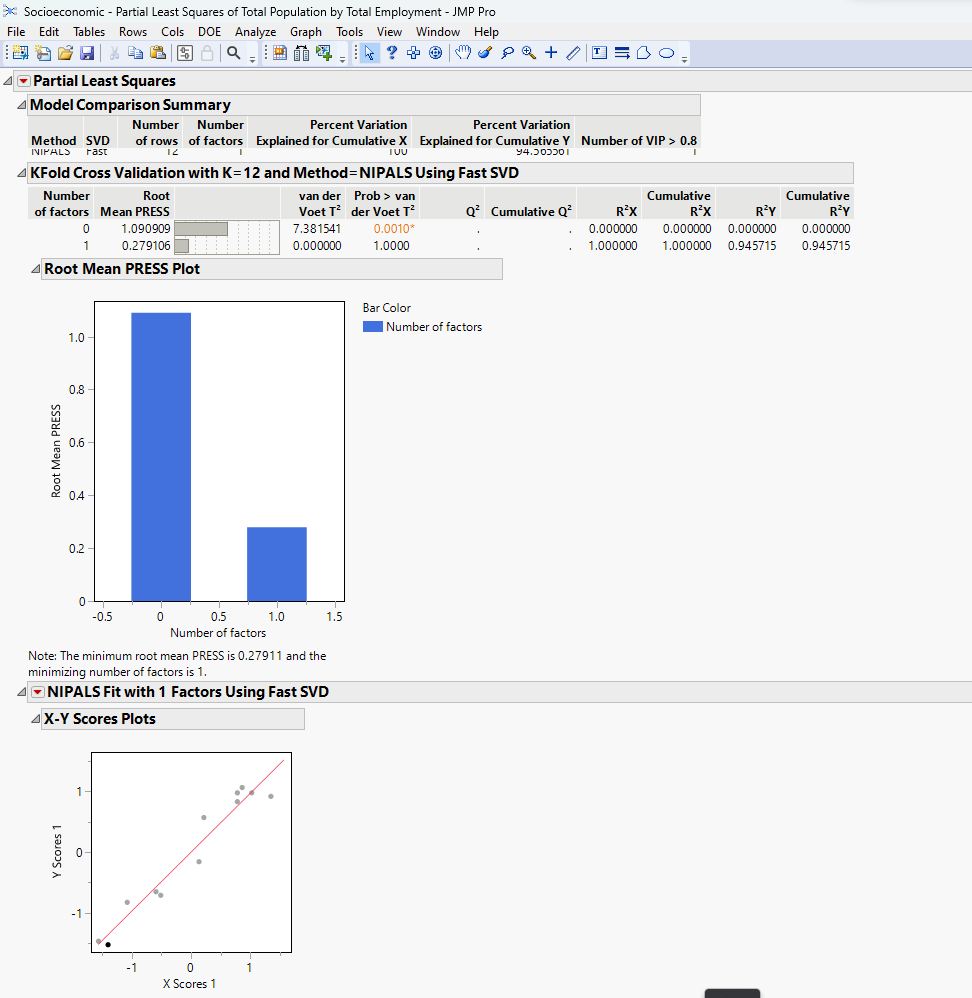 Socioeconomic - Partial Least Squares of Total Population by Total Employment - JMP Pro
File Edit Tables Rows Cols DOE Analyze Graph Tools View Window Help
Partial Least Squares
Model Comparison Summary
Number Number Percent Variation Percent Variation
Method SVD of rows of factors Explained for Cumulative X Explained for Cumulative Y Number of VIP > 0.8
NIPALS Fast 12 1 100 1
KFold Cross Validation with K=12 and Method=NIPALS Using Fast SVD
Number Root van der Prob > van Cumulative Cumulative
of factors Mean PRESS Voet T² der Voet T² Q² Cumulative Q² R²X R²X R²Y R²Y
0 1.090909 7.381541 0.0010* . . 0.000000 0.000000 0.000000 0.000000
1 0.279106 0.000000 1.0000 . . 1.000000 1.000000 0.945715 0.945715
Root Mean PRESS Plot
Bar Color
Number of factors
1.0
0.8
0.6
0.4
0.2
0
Root Mean PRESS
-0.5 0 0.5 1.0 1.5
Number of factors
Note: The minimum root mean PRESS is 0.27911 and the
minimizing number of factors is 1.
NIPALS Fit with 1 Factors Using Fast SVD
X-Y Scores Plots
1
0
-1
Y Scores 1
-1 0 1
X Scores 1